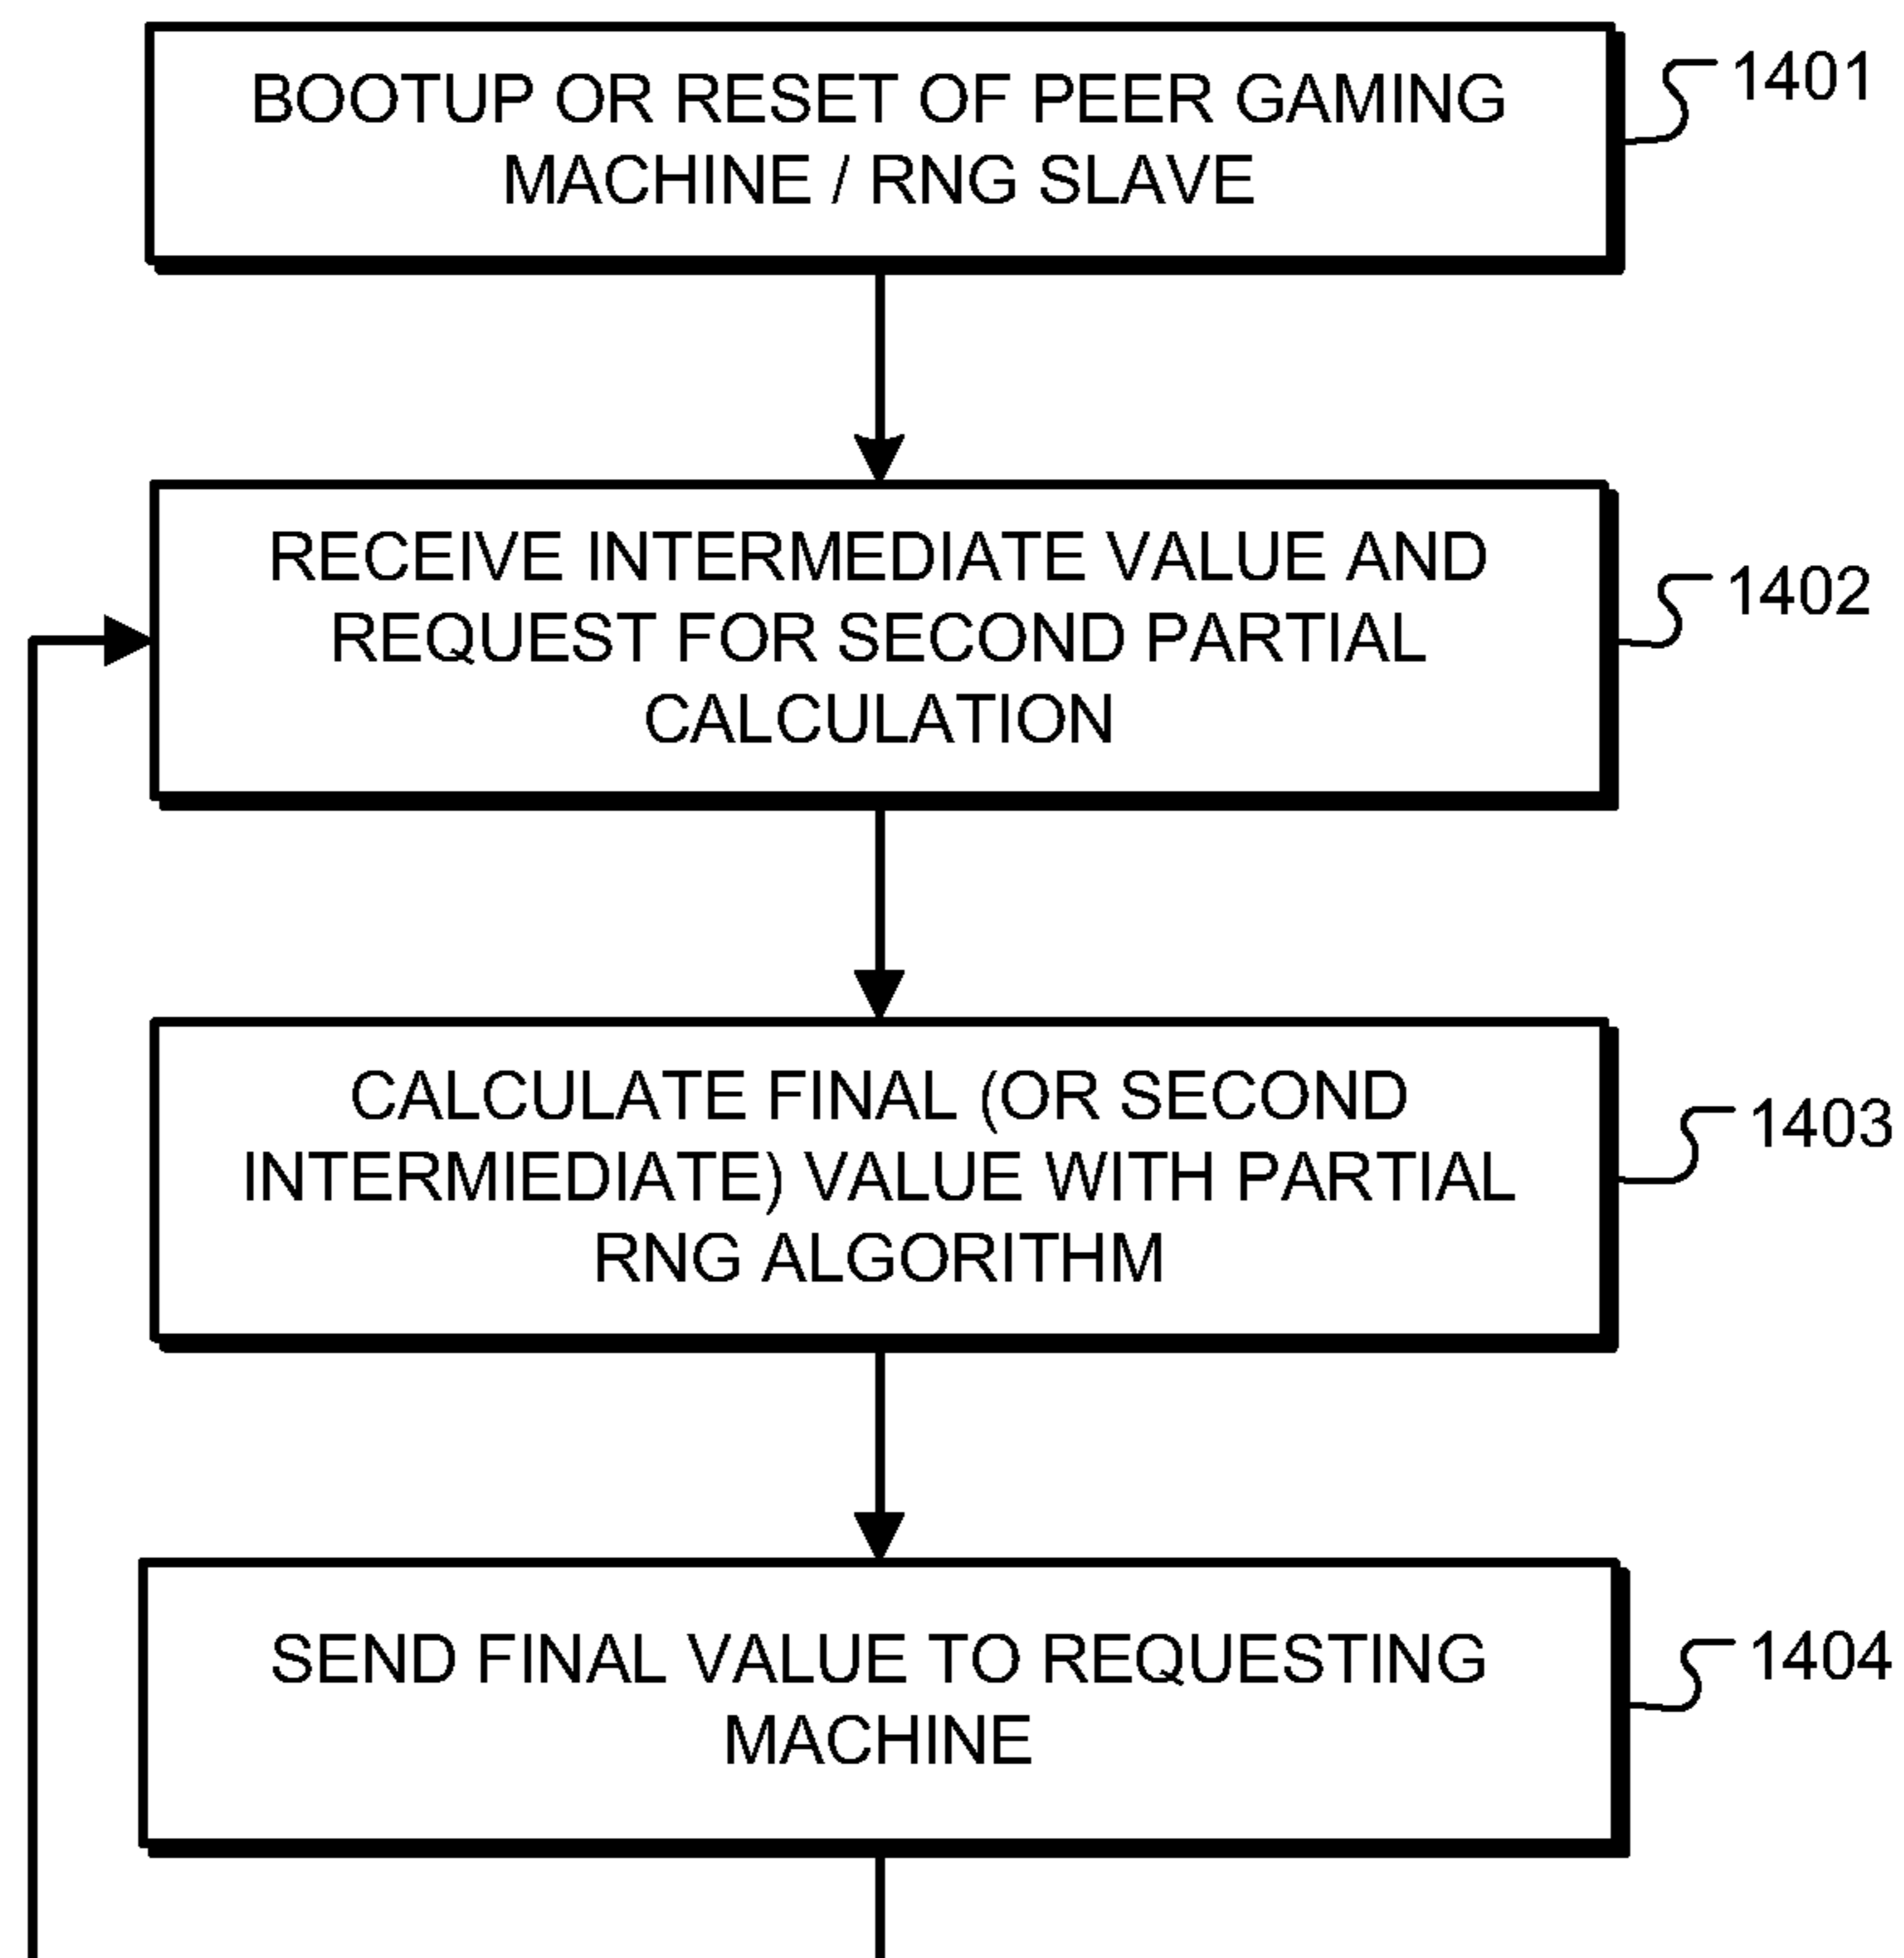 BOOTUP OR RESET OF PEER GAMING
MACHINE / RNG SLAVE
1401
RECEIVE INTERMEDIATE VALUE AND
REQUEST FOR SECOND PARTIAL
CALCULATION
1402
CALCULATE FINAL (OR SECOND
INTERMIEDIATE) VALUE WITH PARTIAL
RNG ALGORITHM
1403
SEND FINAL VALUE TO REQUESTING
MACHINE
1404